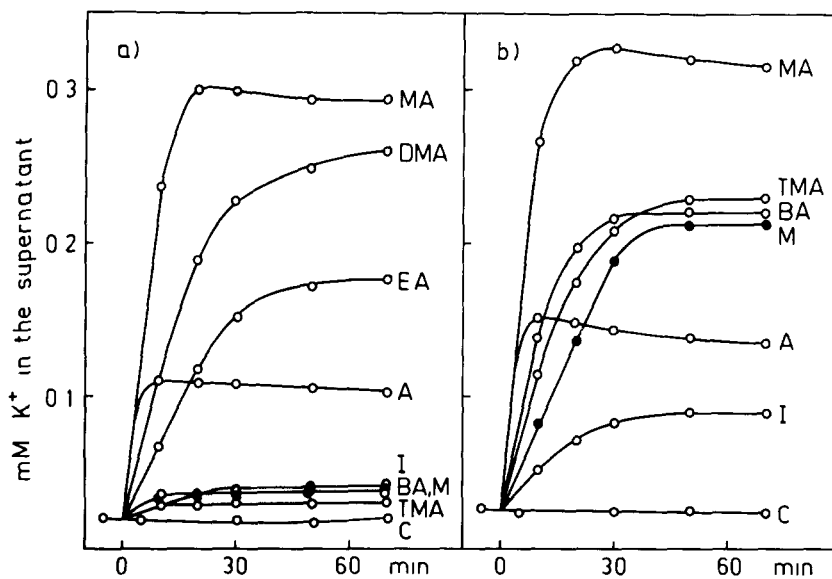 mM K+ in the supernatant
a)
0 3
0 2
0 1
MA
DMA
EA
A
I
BA,M
TMA
C
0
30
60
min
b)
MA
TMA
BA
M
A
I
C
0
30
60
min